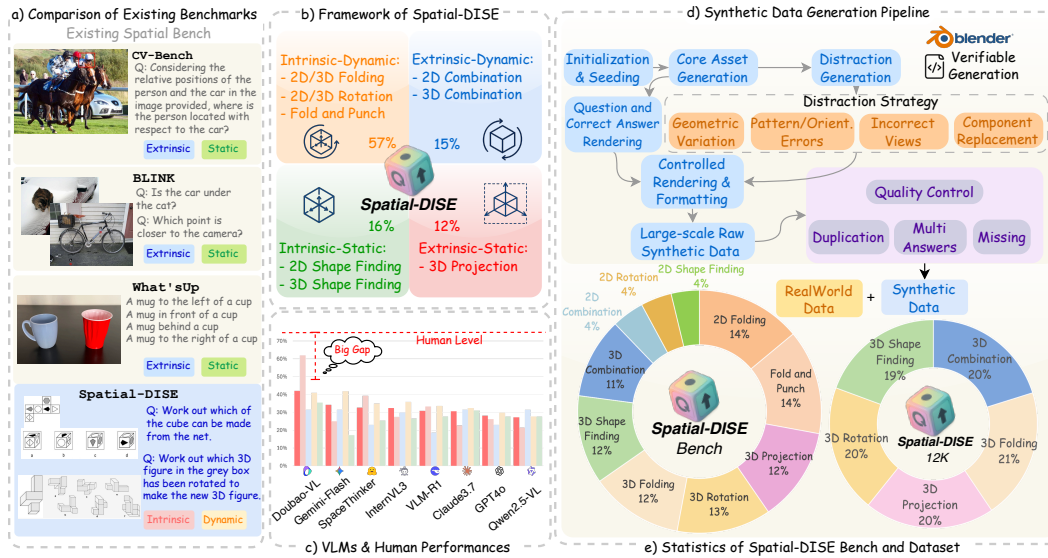 a) Comparison of Existing Benchmarks
Existing Spatial Bench
CV-Bench
Q: Considering the
relative positions of the
person and the car in the
image provided, where is
the person located with
respect to the car?
Extrinsic
Static
BLINK
Q: Is the car under
the cat?
Q: Which point is
closer to the camera?
Extrinsic
Static
What'sUp
A mug to the left of a cup
A mug in front of a cup
A mug behind a cup
A mug to the right of a cup
Extrinsic
Static
Spatial-DISE
Q: Work out which of
the cube can be made
from the net.
a b c d
Q: Work out which 3D
figure in the grey box
has been rotated to
make the new 3D figure.
Intrinsic
Dynamic
b) Framework of Spatial-DISE
Intrinsic-Dynamic:
- 2D/3D Folding
- 2D/3D Rotation
- Fold and Punch
57%
Extrinsic-Dynamic:
- 2D Combination
- 3D Combination
15%
Spatial-DISE
16%
Intrinsic-Static:
- 2D Shape Finding
- 3D Shape Finding
12%
Extrinsic-Static:
- 3D Projection
Human Level
Big Gap
70%
60%
50%
40%
30%
20%
10%
0%
Doubao-VL
Gemini-Flash
SpaceThinker
InternVL3
VLM-R1
Claude3.7
GPT4o
Qwen2.5-VL
c) VLMs & Human Performances
d) Synthetic Data Generation Pipeline
blender
Verifiable
Generation
Initialization
& Seeding
Core Asset
Generation
Distraction
Generation
Question and
Correct Answer
Rendering
Distraction Strategy
Geometric
Variation
Pattern/Orient.
Errors
Incorrect
Views
Component
Replacement
Controlled
Rendering &
Formatting
Large-scale Raw
Synthetic Data
Quality Control
Duplication
Multi
Answers
Missing
RealWorld
Data
+
Synthetic
Data
2D Shape Finding
4%
2D Rotation
4%
2D
Combination
4%
3D
Combination
11%
3D Shape
Finding
12%
3D Folding
12%
3D Rotation
13%
3D Projection
12%
Fold and
Punch
14%
2D Folding
14%
Spatial-DISE
Bench
3D Shape
Finding
19%
3D
Combination
20%
3D Rotation
20%
3D Folding
21%
3D
Projection
20%
Spatial-DISE
12K
e) Statistics of Spatial-DISE Bench and Dataset